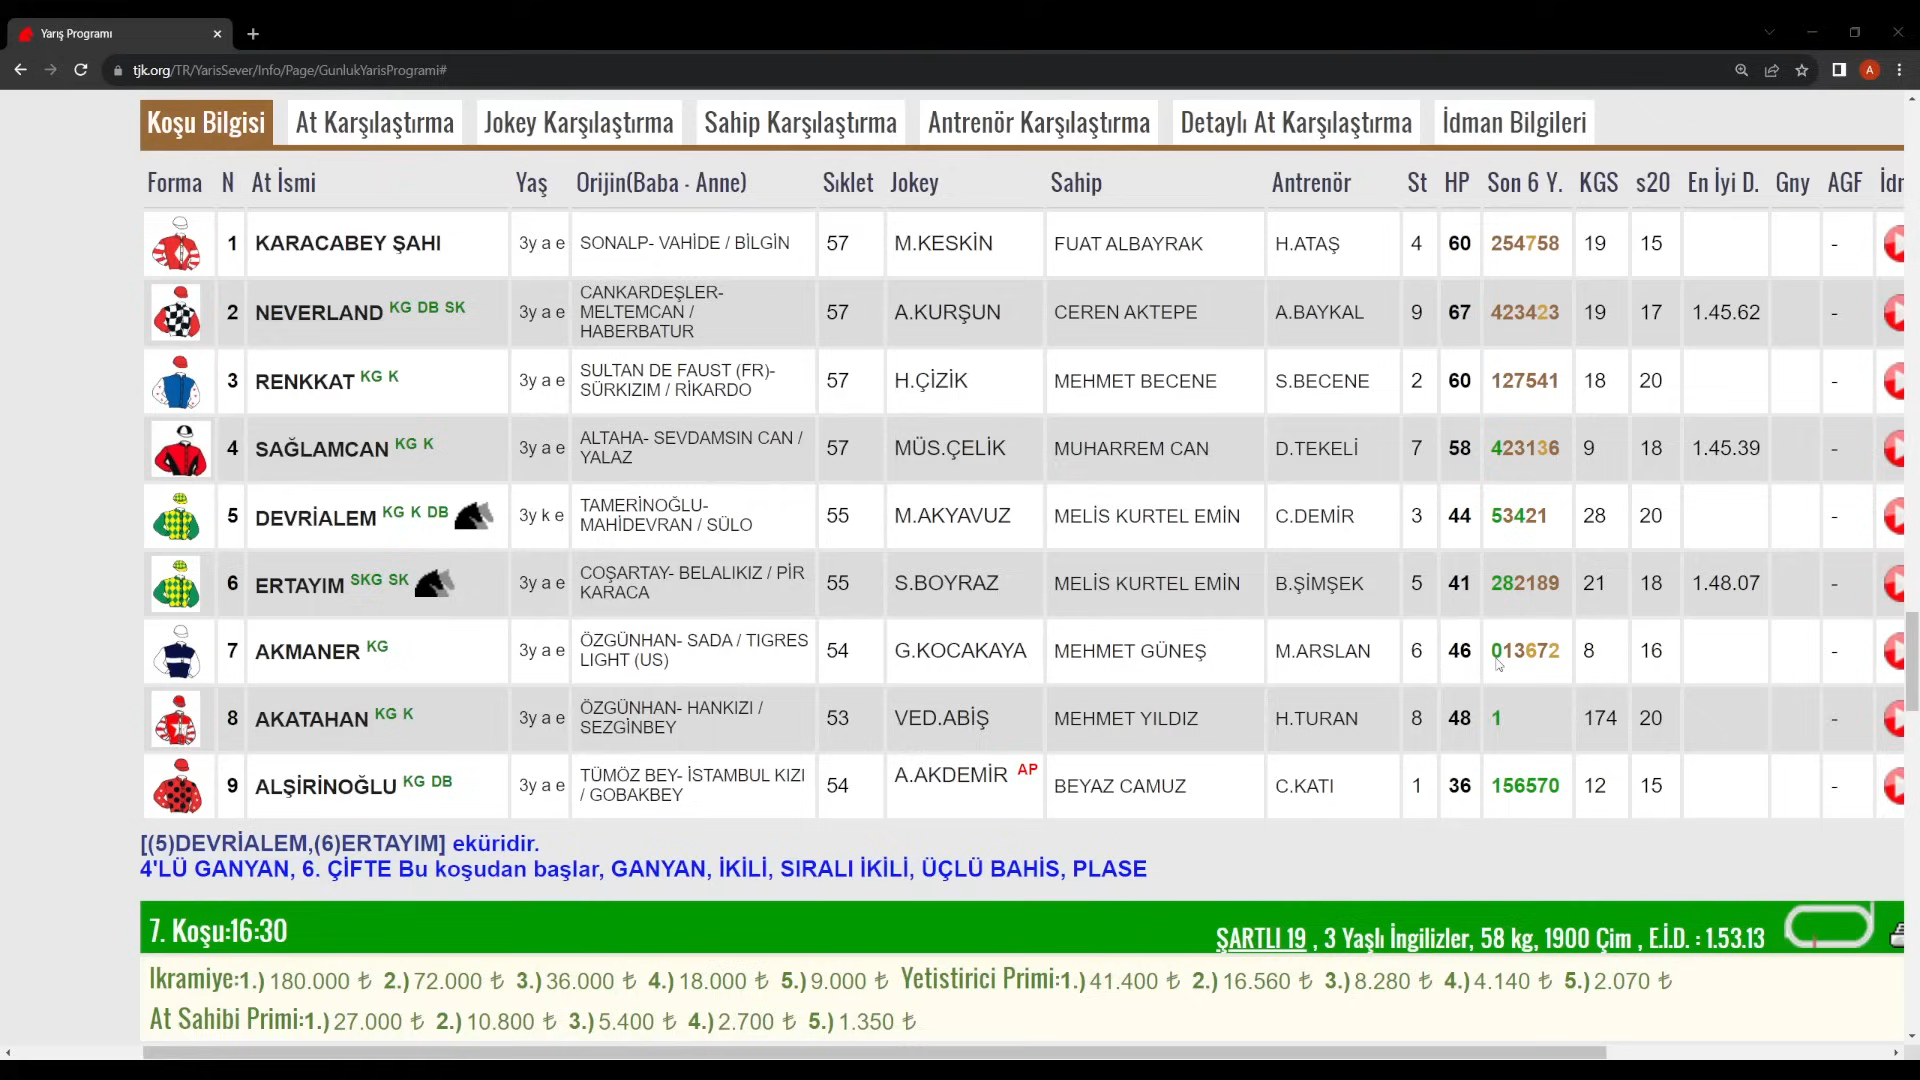 Yarış Programı
tjk.org/TR/YarisSever/Info/Page/GunlukYarisProgrami#
A
Koşu Bilgisi At Karşılaştırma Jokey Karşılaştırma Sahip Karşılaştırma Antrenör Karşılaştırma Detaylı At Karşılaştırma İdman Bilgileri
Forma N At İsmi Yaş Orijin(Baba - Anne) Sıklet Jokey Sahip Antrenör St HP Son 6 Y. KGS s20 En İyi D. Gny AGF
1 KARACABEY ŞAHI 3y a e SONALP- VAHİDE / BİLGİN 57 M.KESKİN FUAT ALBAYRAK H.ATAŞ 4 60 254758 19 15 -
2 NEVERLAND KG DB SK 3y a e CANKARDEŞLER- MELTEMCAN / HABERBATUR 57 A.KURŞUN CEREN AKTEPE A.BAYKAL 9 67 423423 19 17 1.45.62 -
3 RENKKAT KG K 3y a e SULTAN DE FAUST (FR)- SÜRKIZIM / RİKARDO 57 H.ÇİZİK MEHMET BECENE S.BECENE 2 60 127541 18 20 -
4 SAĞLAMCAN KG K 3y a e ALTAHA- SEVDAMSIN CAN / YALAZ 57 MÜS.ÇELİK MUHARREM CAN D.TEKELİ 7 58 423136 9 18 1.45.39 -
5 DEVRİALEM KG K DB 3y k e TAMERİNOĞLU- MAHİDEVRAN / SÜLO 55 M.AKYAVUZ MELİS KURTEL EMİN C.DEMİR 3 44 53421 28 20 -
6 ERTAYIM SKG SK 3y a e COŞARTAY- BELALIKIZ / PİR KARACA 55 S.BOYRAZ MELİS KURTEL EMİN B.ŞİMŞEK 5 41 282189 21 18 1.48.07 -
7 AKMANER KG 3y a e ÖZGÜNHAN- SADA / TIGRES LIGHT (US) 54 G.KOCAKAYA MEHMET GÜNEŞ M.ARSLAN 6 46 013672 8 16 -
8 AKATAHAN KG K 3y a e ÖZGÜNHAN- HANKIZI / SEZGİNBEY 53 VED.ABİŞ MEHMET YILDIZ H.TURAN 8 48 1 174 20 -
9 ALŞİRİNOĞLU KG DB 3y a e TÜMÖZ BEY- İSTAMBUL KIZI / GOBAKBEY 54 A.AKDEMİR AP BEYAZ CAMUZ C.KATI 1 36 156570 12 15 -
[(5)DEVRİALEM,(6)ERTAYIM] eküridir.
4'LÜ GANYAN, 6. ÇİFTE Bu koşudan başlar, GANYAN, İKİLİ, SIRALI İKİLİ, ÜÇLÜ BAHİS, PLASE
7. Koşu:16:30 ŞARTLI 19 , 3 Yaşlı İngilizler, 58 kg, 1900 Çim , E.İ.D. : 1.53.13
Ikramiye:1.) 180.000 ₺ 2.) 72.000 ₺ 3.) 36.000 ₺ 4.) 18.000 ₺ 5.) 9.000 ₺ Yetistirici Primi:1.) 41.400 ₺ 2.) 16.560 ₺ 3.) 8.280 ₺ 4.) 4.140 ₺ 5.) 2.070 ₺
At Sahibi Primi:1.) 27.000 ₺ 2.) 10.800 ₺ 3.) 5.400 ₺ 4.) 2.700 ₺ 5.) 1.350 ₺